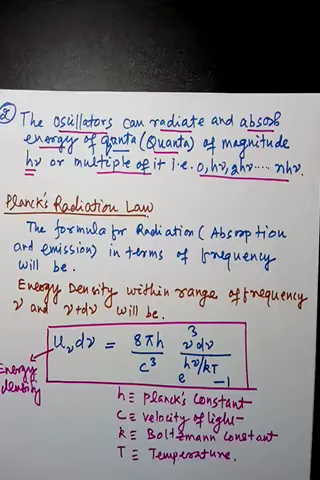 ② The oscillators can radiate and absorb
energy of qanta (Quanta) of magnitude
hν or multiple of it i.e. 0, hν, 2hν ..... nhν.
Planck's Radiation Law
The formula for Radiation (Absorption
and emission) in terms of frequency
will be.
Energy Density within range of frequency
ν and ν+dν will be.
Uνdν = 8πh/c³ ν³dν/e^hν/kT −1
Energy
density
h ≡ Planck's Constant
C ≡ velocity of light
k ≡ Boltzmann Constant
T ≡ Temperature.